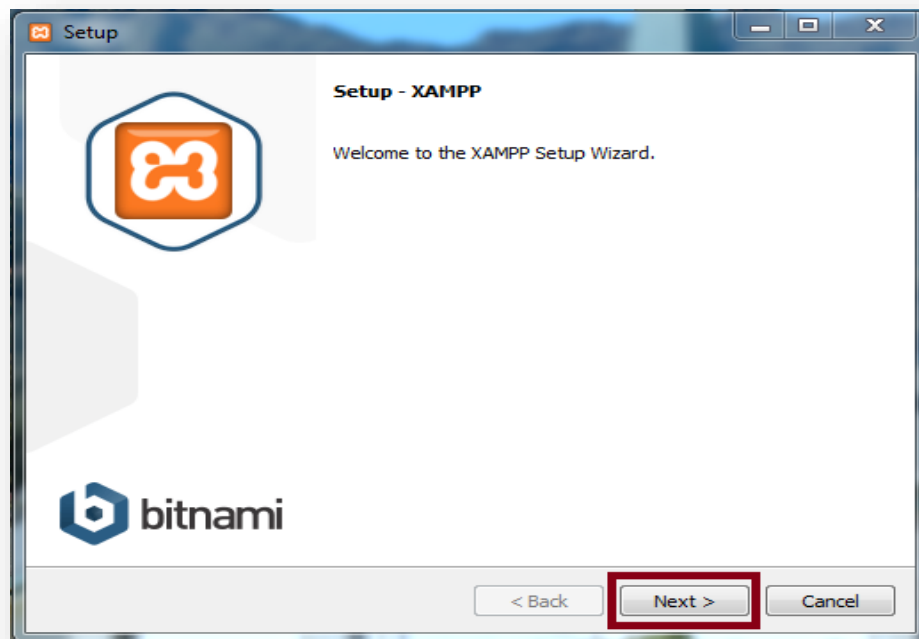 Setup
Setup - XAMPP
Welcome to the XAMPP Setup Wizard.
bitnami
< Back
Next >
Cancel